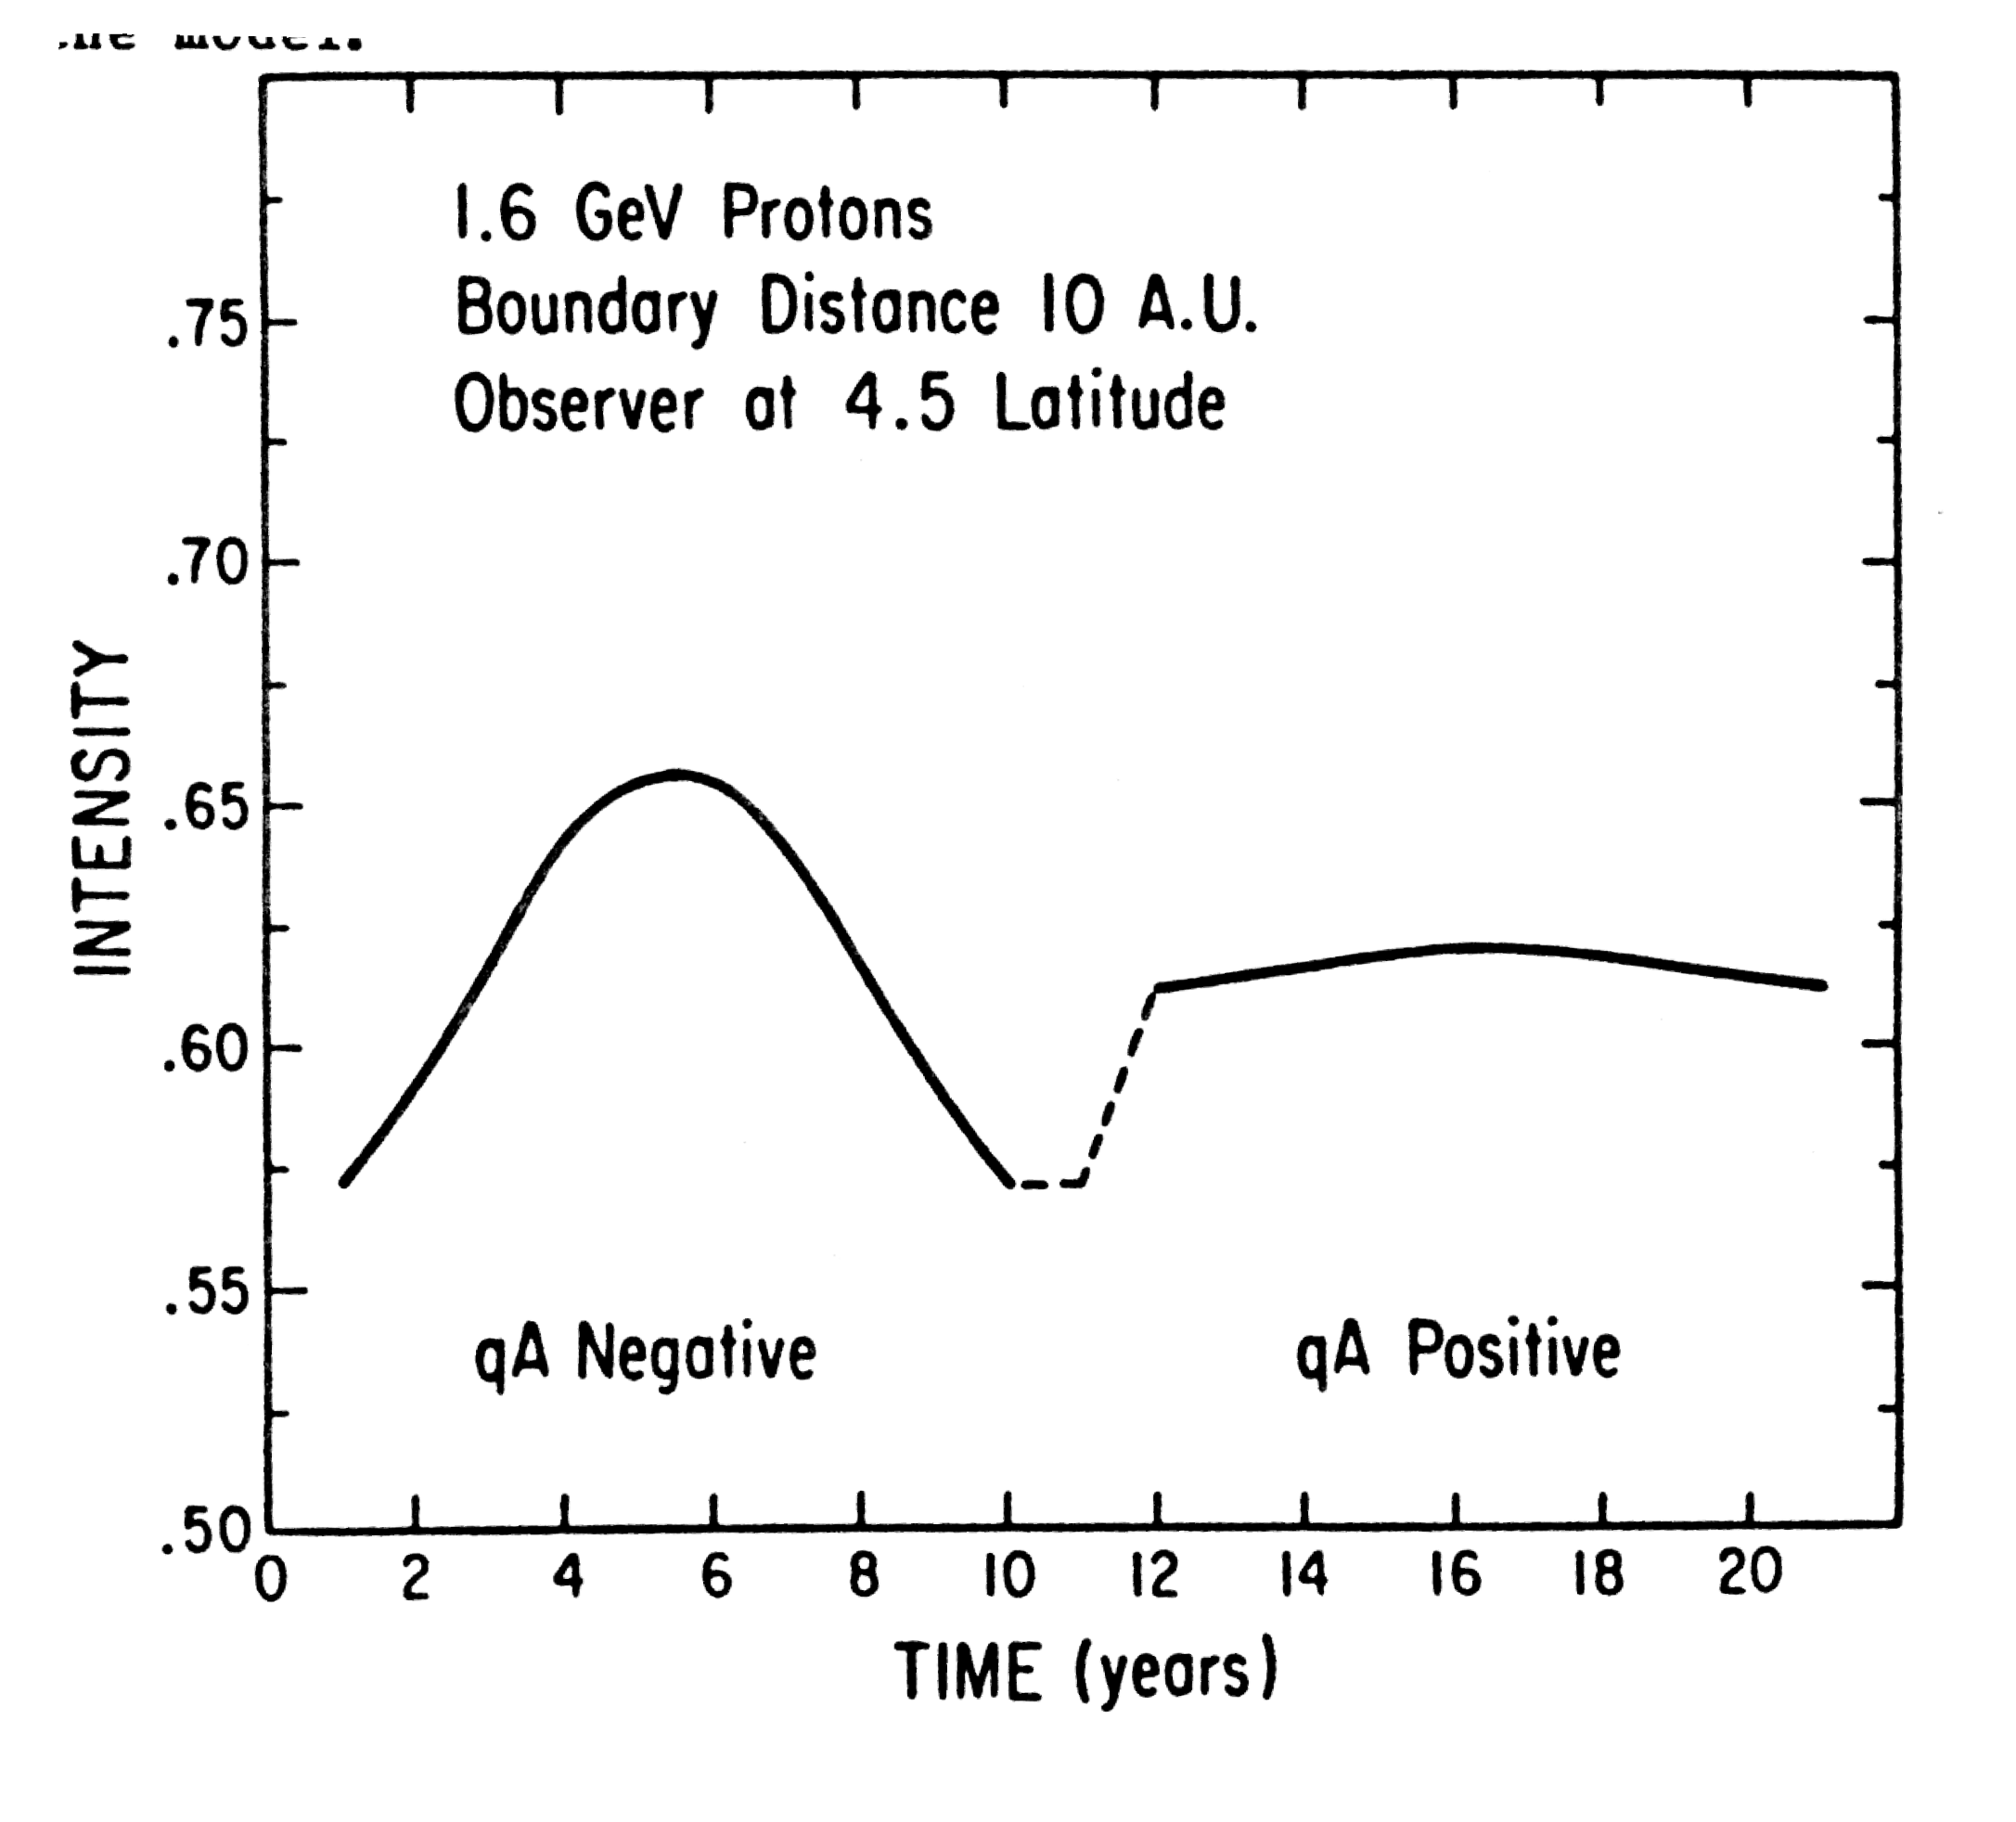 model.
1.6 GeV Protons
Boundary Distance 10 A.U.
Observer at 4.5 Latitude
.75
.70
.65
.60
.55
.50
INTENSITY
qA Negative
qA Positive
0 2 4 6 8 10 12 14 16 18 20
TIME (years)